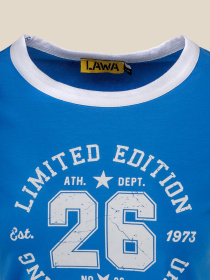 LAWA
LIMITED EDITION
ATH. ★ DEPT.
Est. 26 1973